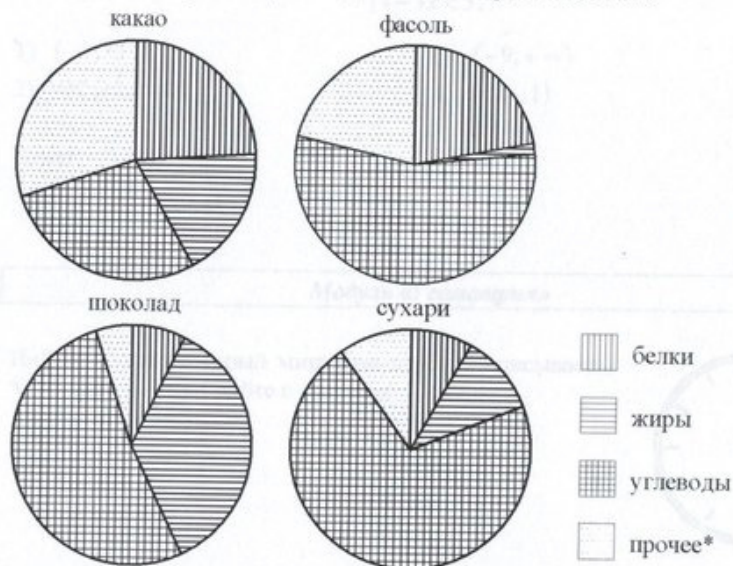 какао
фасоль
шоколад
сухари
белки
жиры
углеводы
прочее*